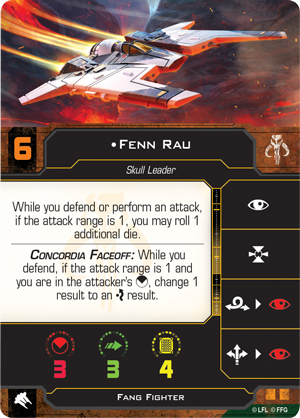 6
•Fenn Rau
Skull Leader
While you defend or perform an attack,
if the attack range is 1, you may roll 1
additional die.
Concordia Faceoff: While you
defend, if the attack range is 1 and
you are in the attacker's , change 1
result to an result.
3 3 4
Fang Fighter
© LFL © FFG